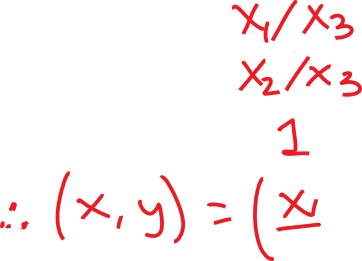 x₁/x₃
x₂/x₃
1
∴ (x, y) = (x₁